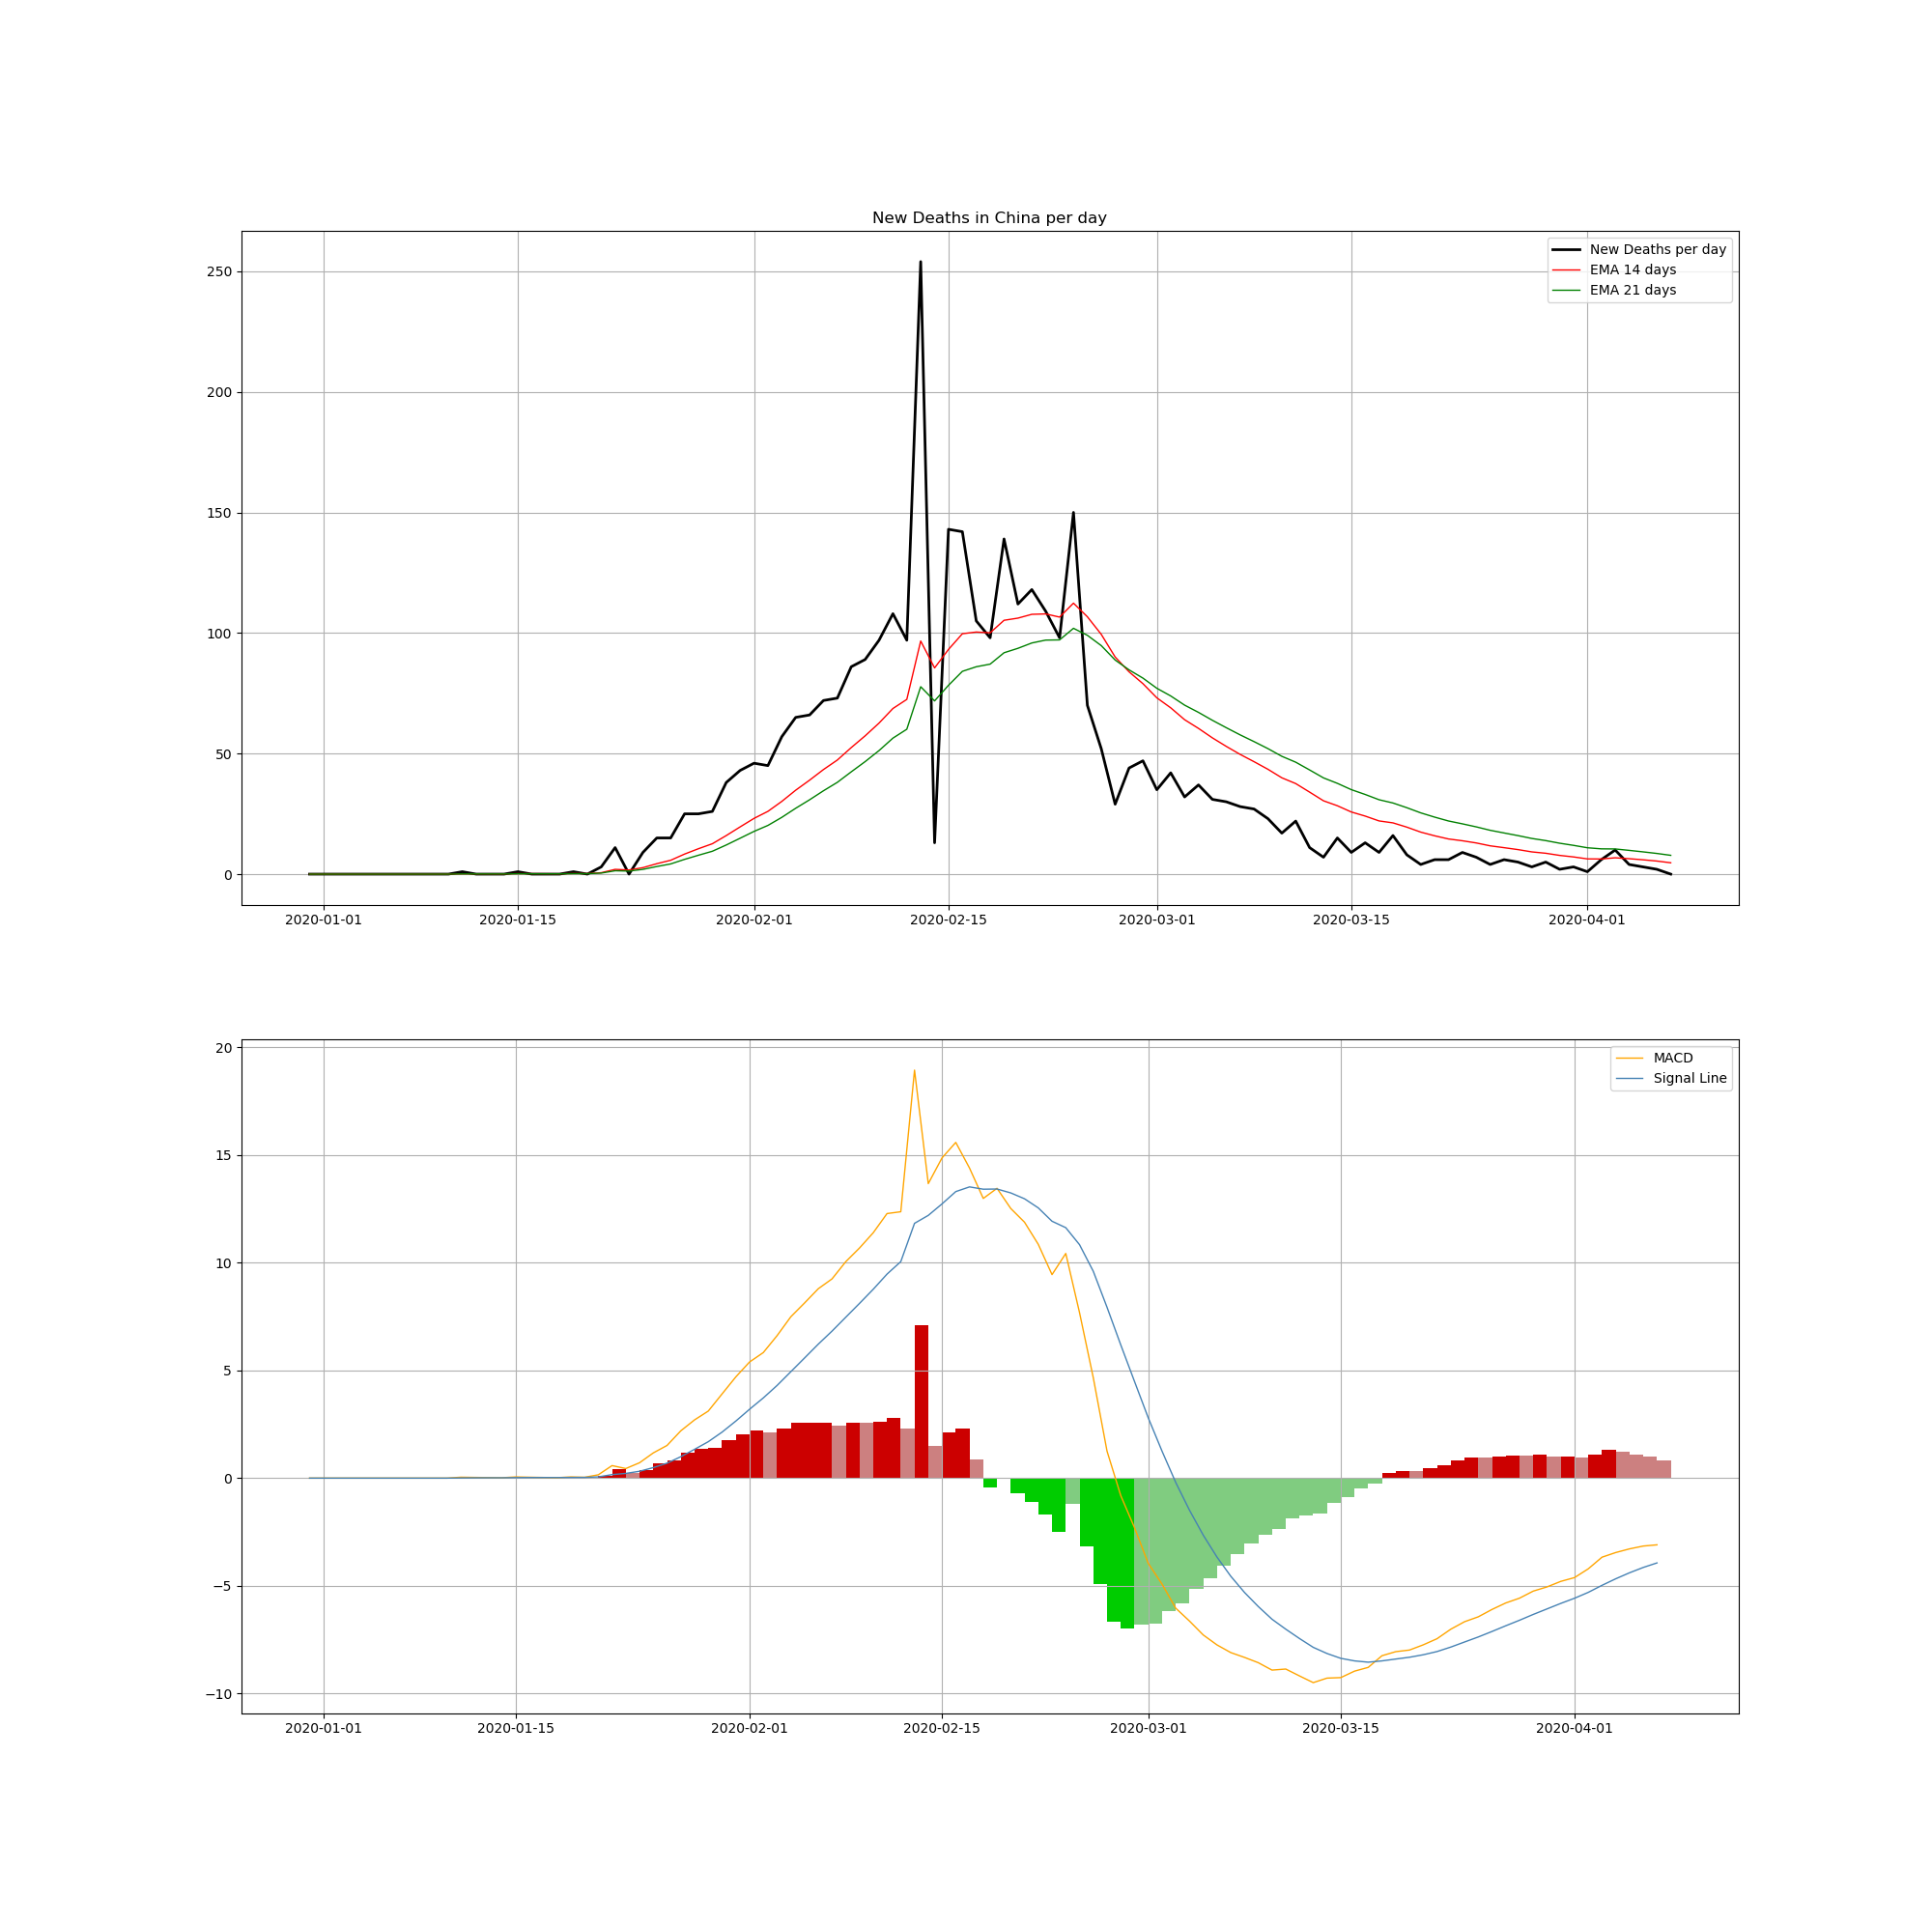 New Deaths in China per day
New Deaths per day
EMA 14 days
EMA 21 days
250
200
150
100
50
0
2020-01-01 2020-01-15 2020-02-01 2020-02-15 2020-03-01 2020-03-15 2020-04-01
MACD
Signal Line
20
15
10
5
0
−5
−10
2020-01-01 2020-01-15 2020-02-01 2020-02-15 2020-03-01 2020-03-15 2020-04-01